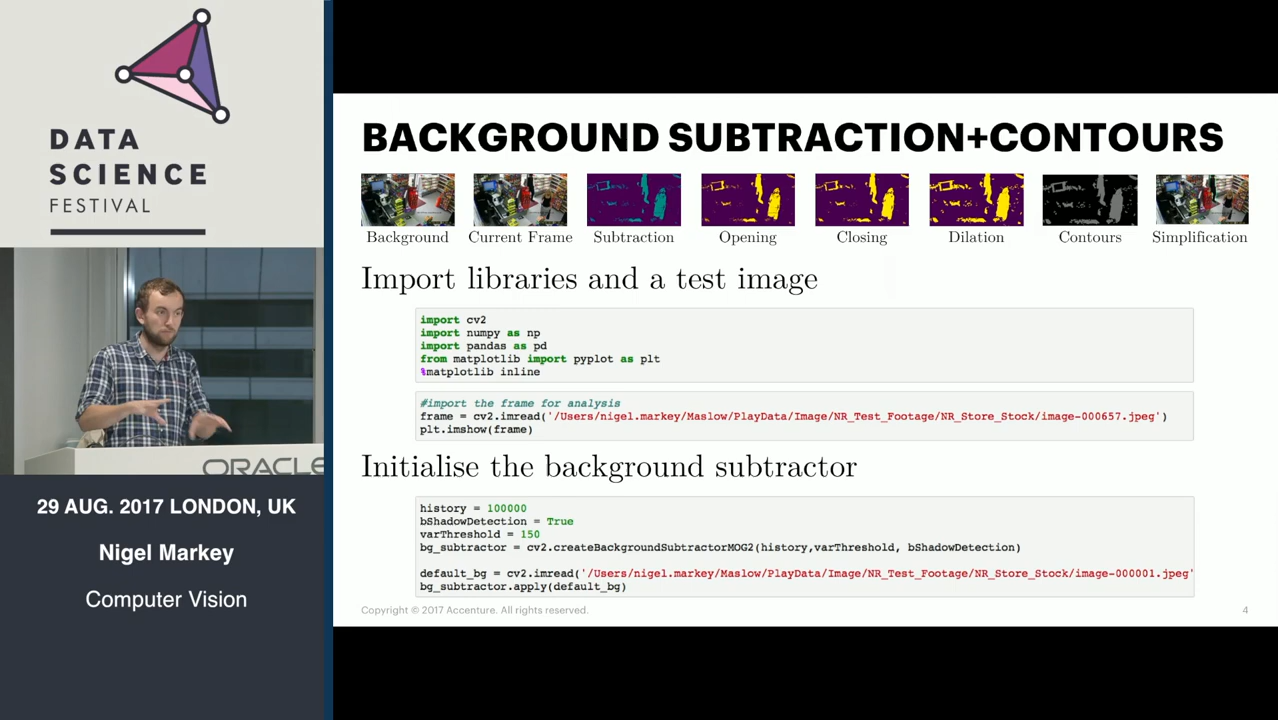 DATA
SCIENCE
FESTIVAL
ORACLE
29 AUG. 2017 LONDON, UK
Nigel Markey
Computer Vision
BACKGROUND SUBTRACTION+CONTOURS
Background Current Frame Subtraction Opening Closing Dilation Contours Simplification
Import libraries and a test image
import cv2
import numpy as np
import pandas as pd
from matplotlib import pyplot as plt
%matplotlib inline
#import the frame for analysis
frame = cv2.imread('/Users/nigel.markey/Maslow/PlayData/Image/NR_Test_Footage/NR_Store_Stock/image-000657.jpeg')
plt.imshow(frame)
Initialise the background subtractor
history = 100000
bShadowDetection = True
varThreshold = 150
bg_subtractor = cv2.createBackgroundSubtractorMOG2(history,varThreshold, bShadowDetection)
default_bg = cv2.imread('/Users/nigel.markey/Maslow/PlayData/Image/NR_Test_Footage/NR_Store_Stock/image-000001.jpeg'
bg_subtractor.apply(default_bg)
Copyright © 2017 Accenture. All rights reserved.
4